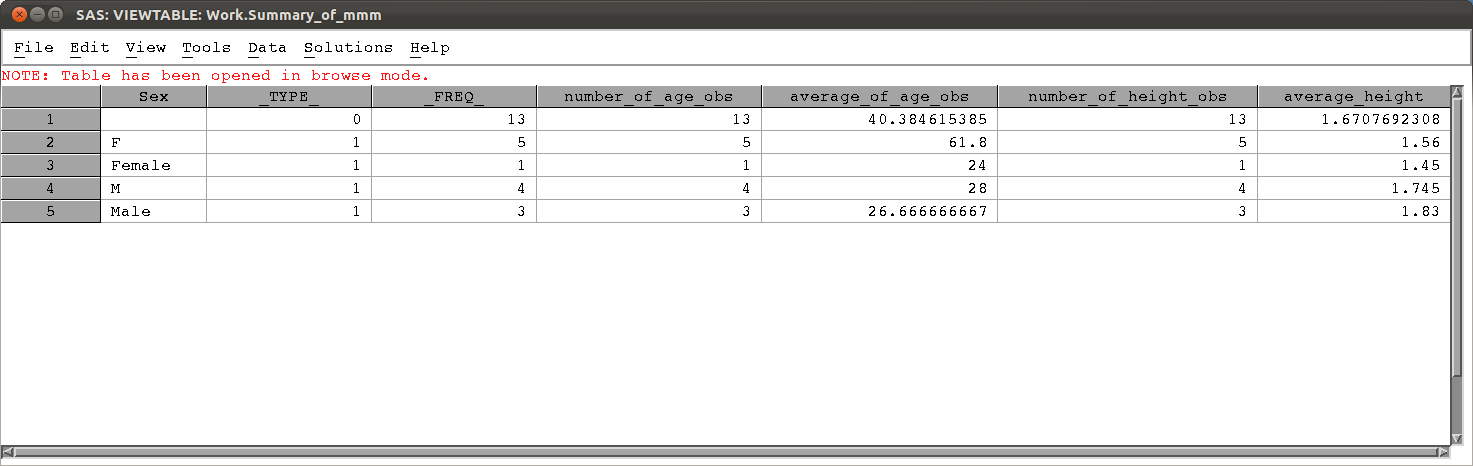 SAS: VIEWTABLE: Work.Summary_of_mmm
File Edit View Tools Data Solutions Help
NOTE: Table has been opened in browse mode.
Sex _TYPE_ _FREQ_ number_of_age_obs average_of_age_obs number_of_height_obs average_height
1 0 13 13 40.384615385 13 1.6707692308
2 F 1 5 5 61.8 5 1.56
3 Female 1 1 1 24 1 1.45
4 M 1 4 4 28 4 1.745
5 Male 1 3 3 26.666666667 3 1.83